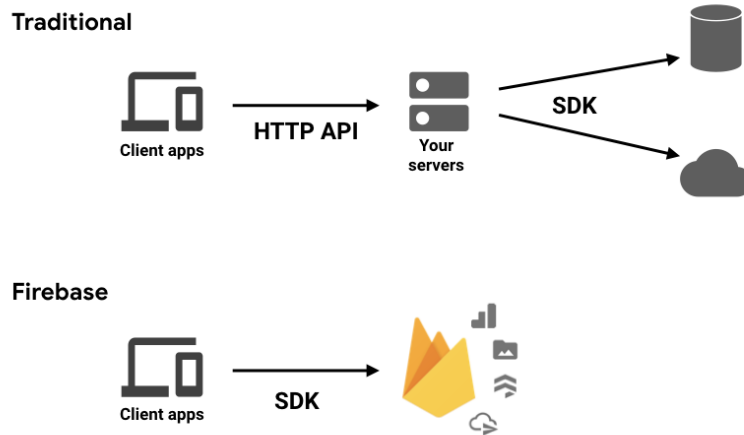 Traditional
HTTP API
SDK
Client apps
Your
servers
Firebase
SDK
Client apps